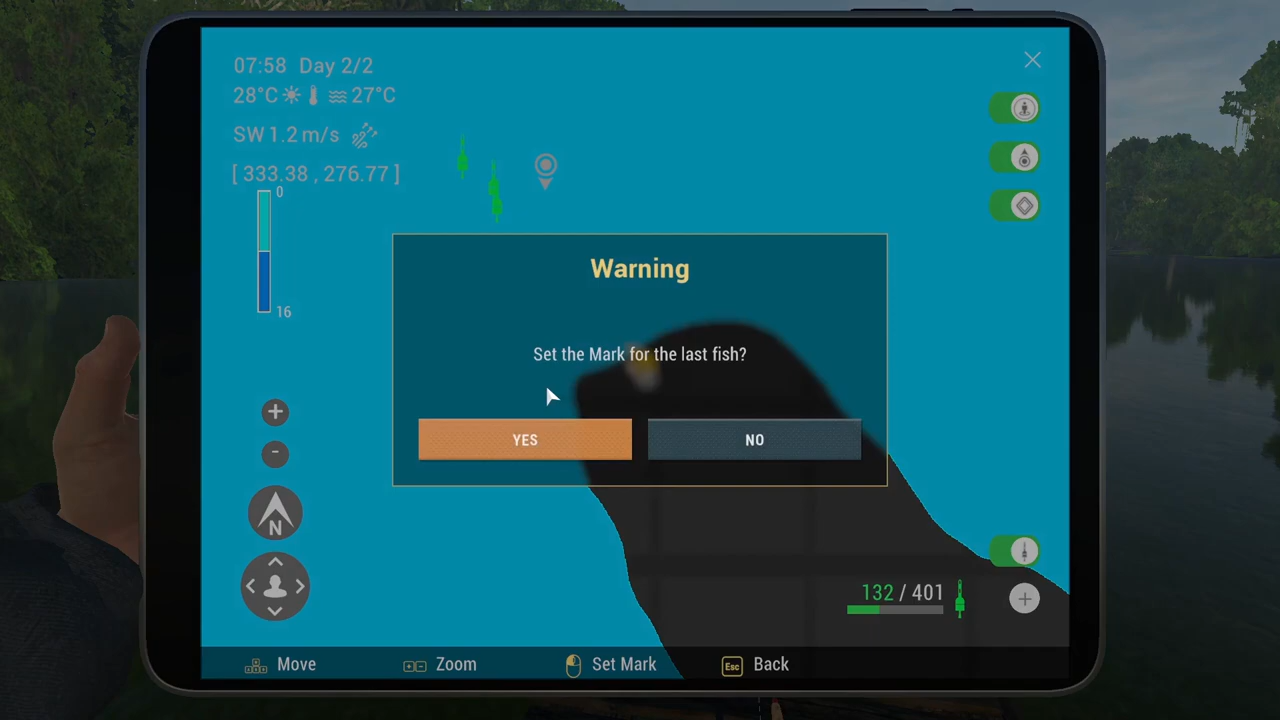 07:58 Day 2/2
28°C 27°C
SW 1.2 m/s
[ 333.38 , 276.77 ]
0
16
Warning
Set the Mark for the last fish?
YES
NO
+
-
N
132 / 401
+
Move
+ - Zoom
Set Mark
Esc Back